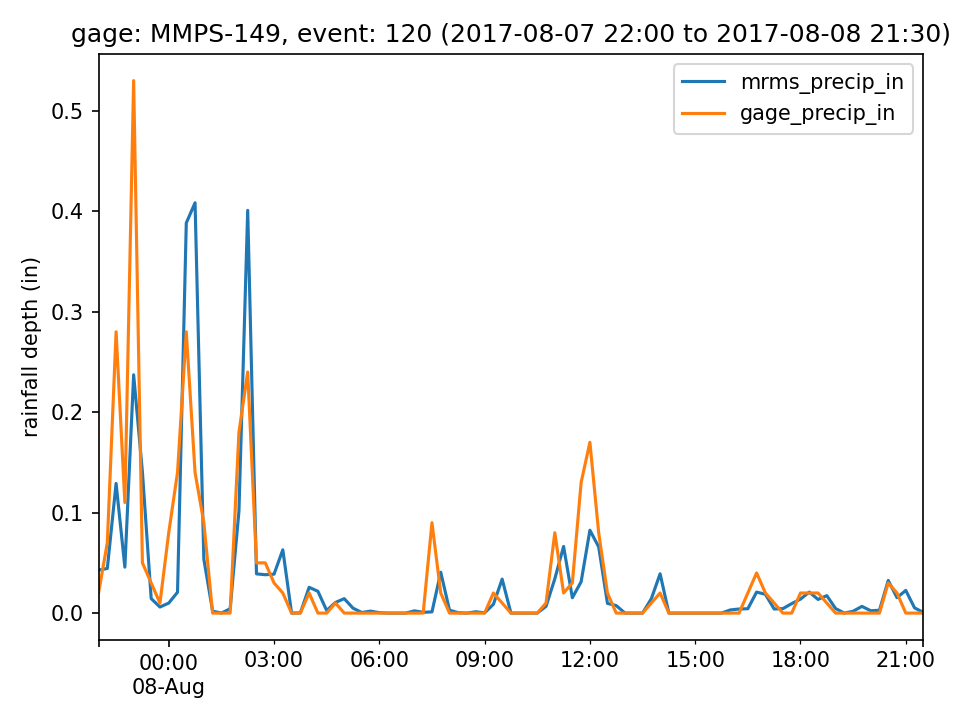 gage: MMPS-149, event: 120 (2017-08-07 22:00 to 2017-08-08 21:30)
mrms_precip_in
gage_precip_in
rainfall depth (in)
0.5
0.4
0.3
0.2
0.1
0.0
00:00 03:00 06:00 09:00 12:00 15:00 18:00 21:00
08-Aug